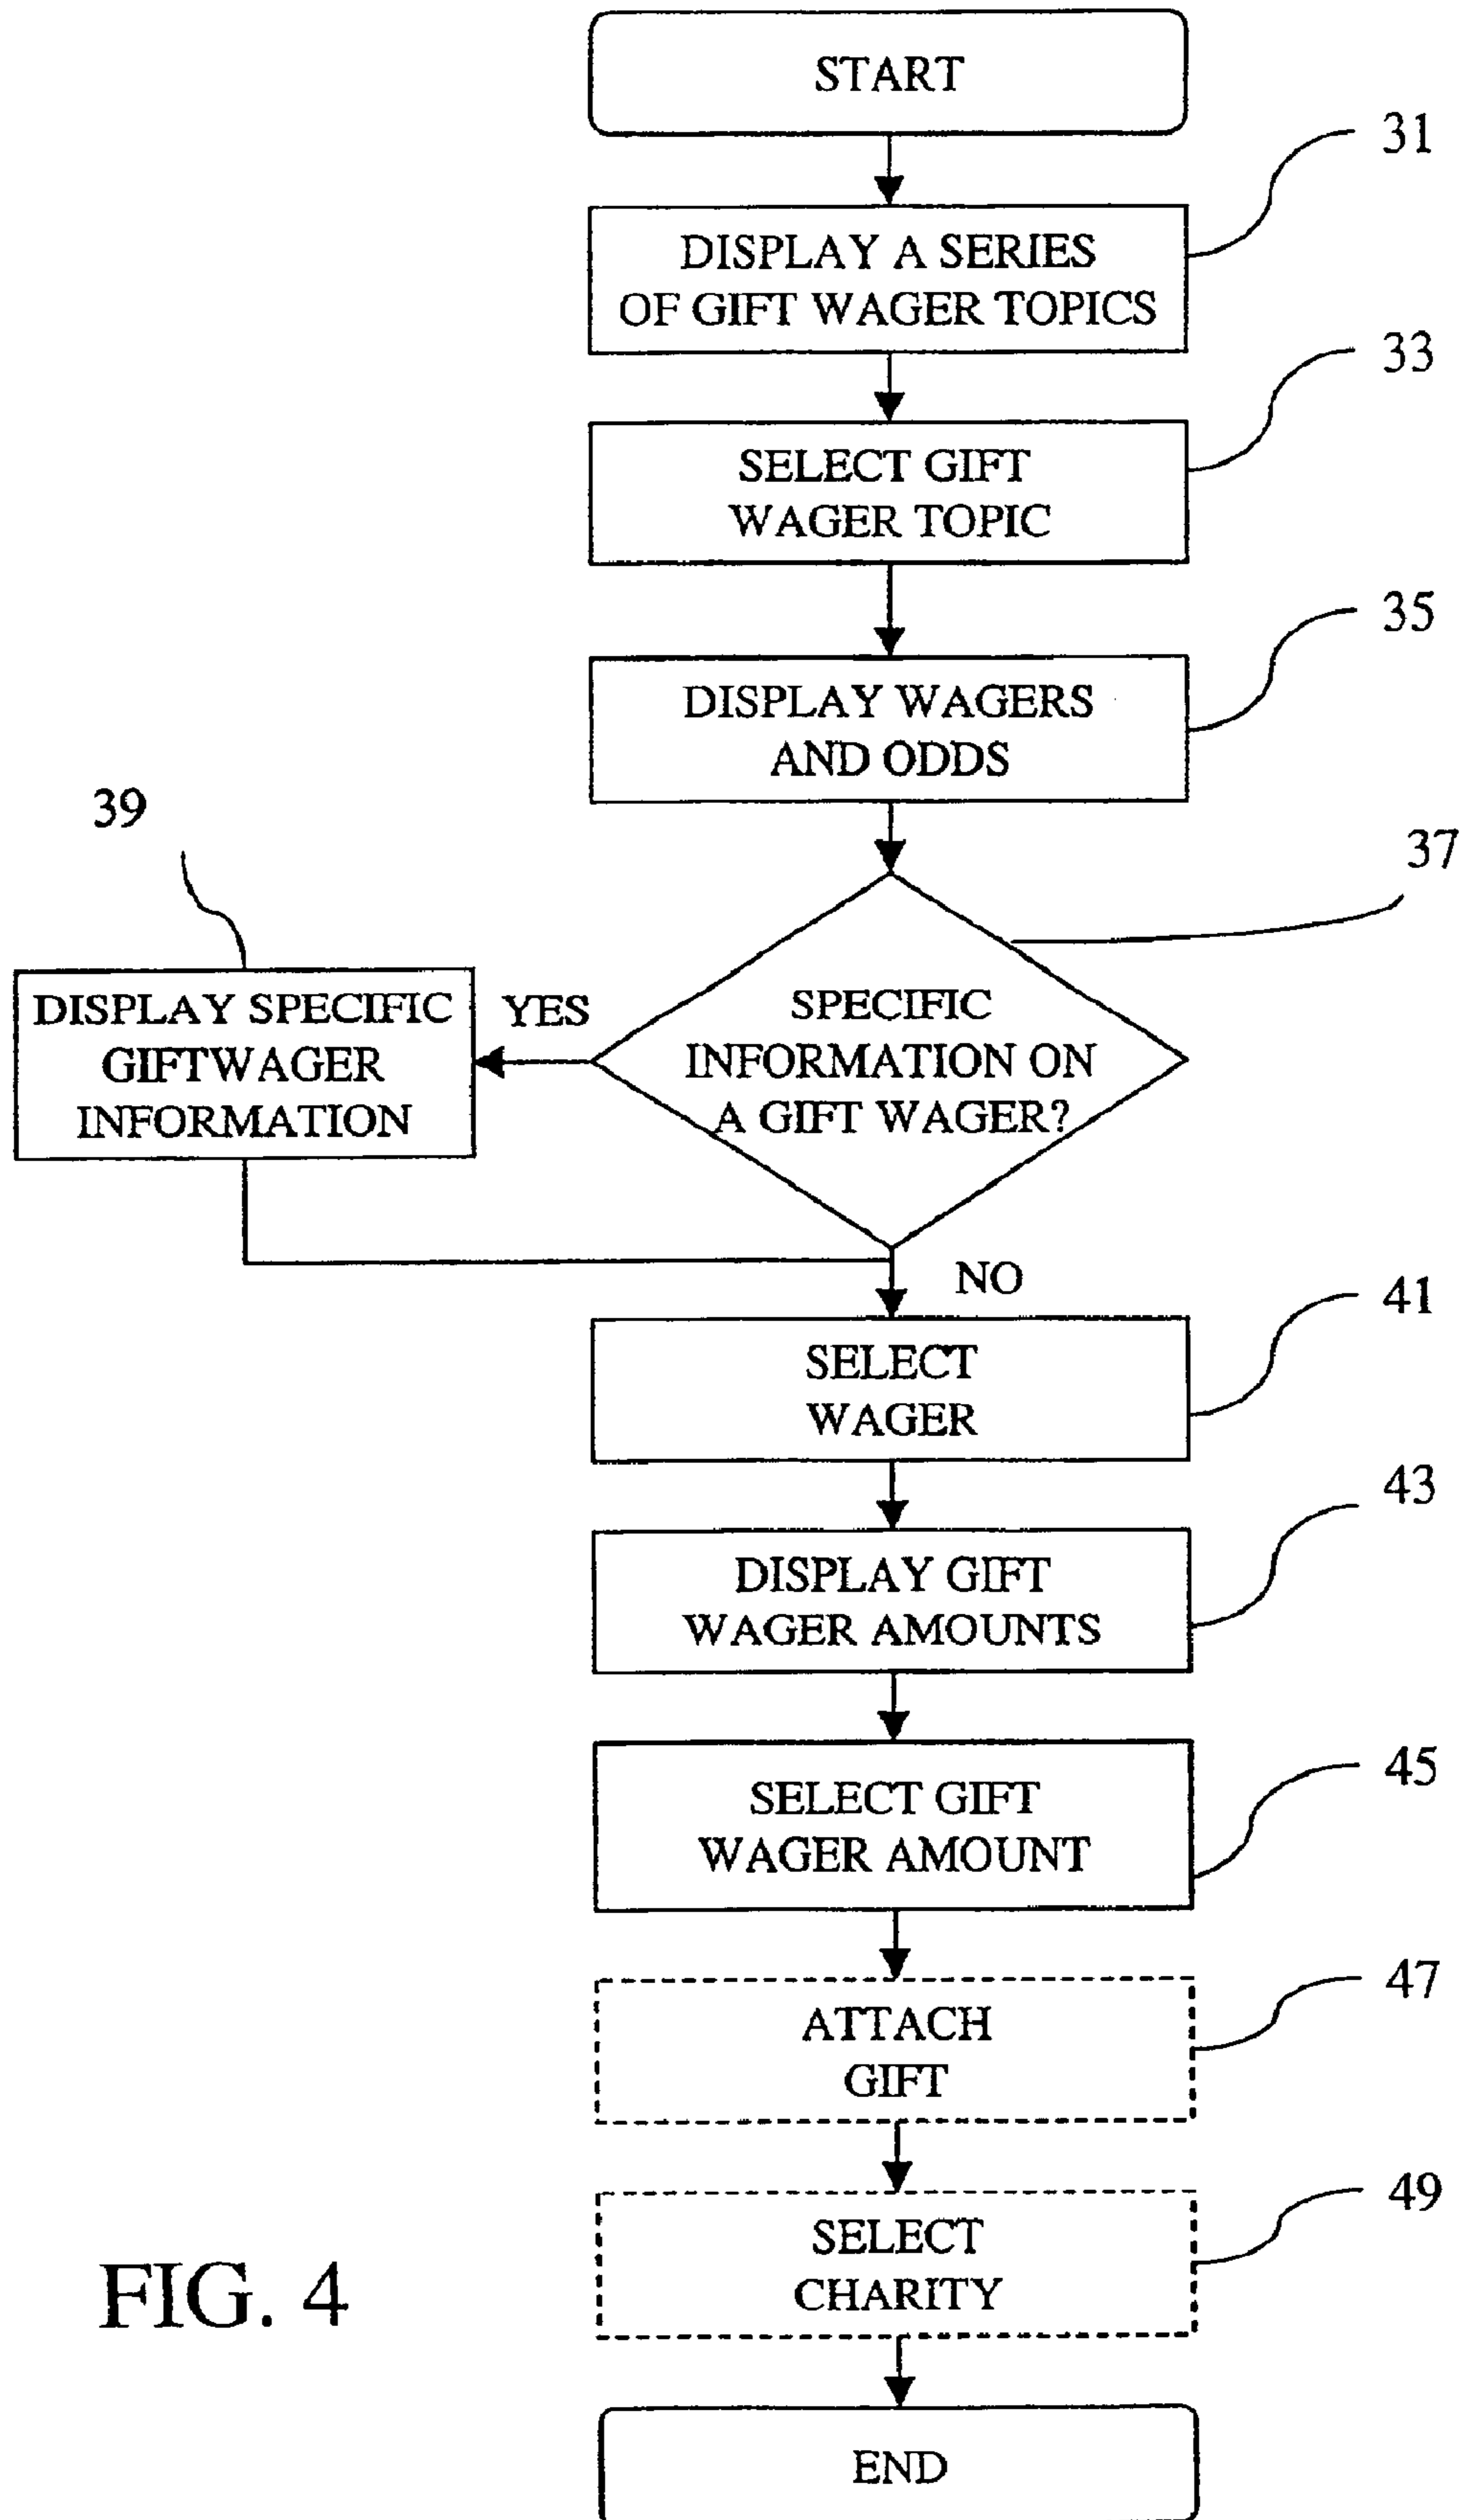 START
31
DISPLAY A SERIES
OF GIFT WAGER TOPICS
33
SELECT GIFT
WAGER TOPIC
35
DISPLAY WAGERS
AND ODDS
39
37
DISPLAY SPECIFIC
GIFTWAGER
INFORMATION
YES
SPECIFIC
INFORMATION ON
A GIFT WAGER?
NO
41
SELECT
WAGER
43
DISPLAY GIFT
WAGER AMOUNTS
45
SELECT GIFT
WAGER AMOUNT
47
ATTACH
GIFT
49
SELECT
CHARITY
FIG. 4
END